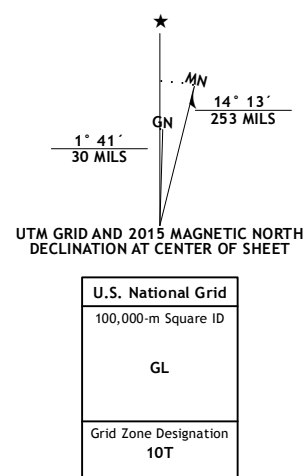 ★
MN
GN
14° 13´
253 MILS
1° 41´
30 MILS
UTM GRID AND 2015 MAGNETIC NORTH
DECLINATION AT CENTER OF SHEET
U.S. National Grid
100,000-m Square ID
GL
Grid Zone Designation
10T